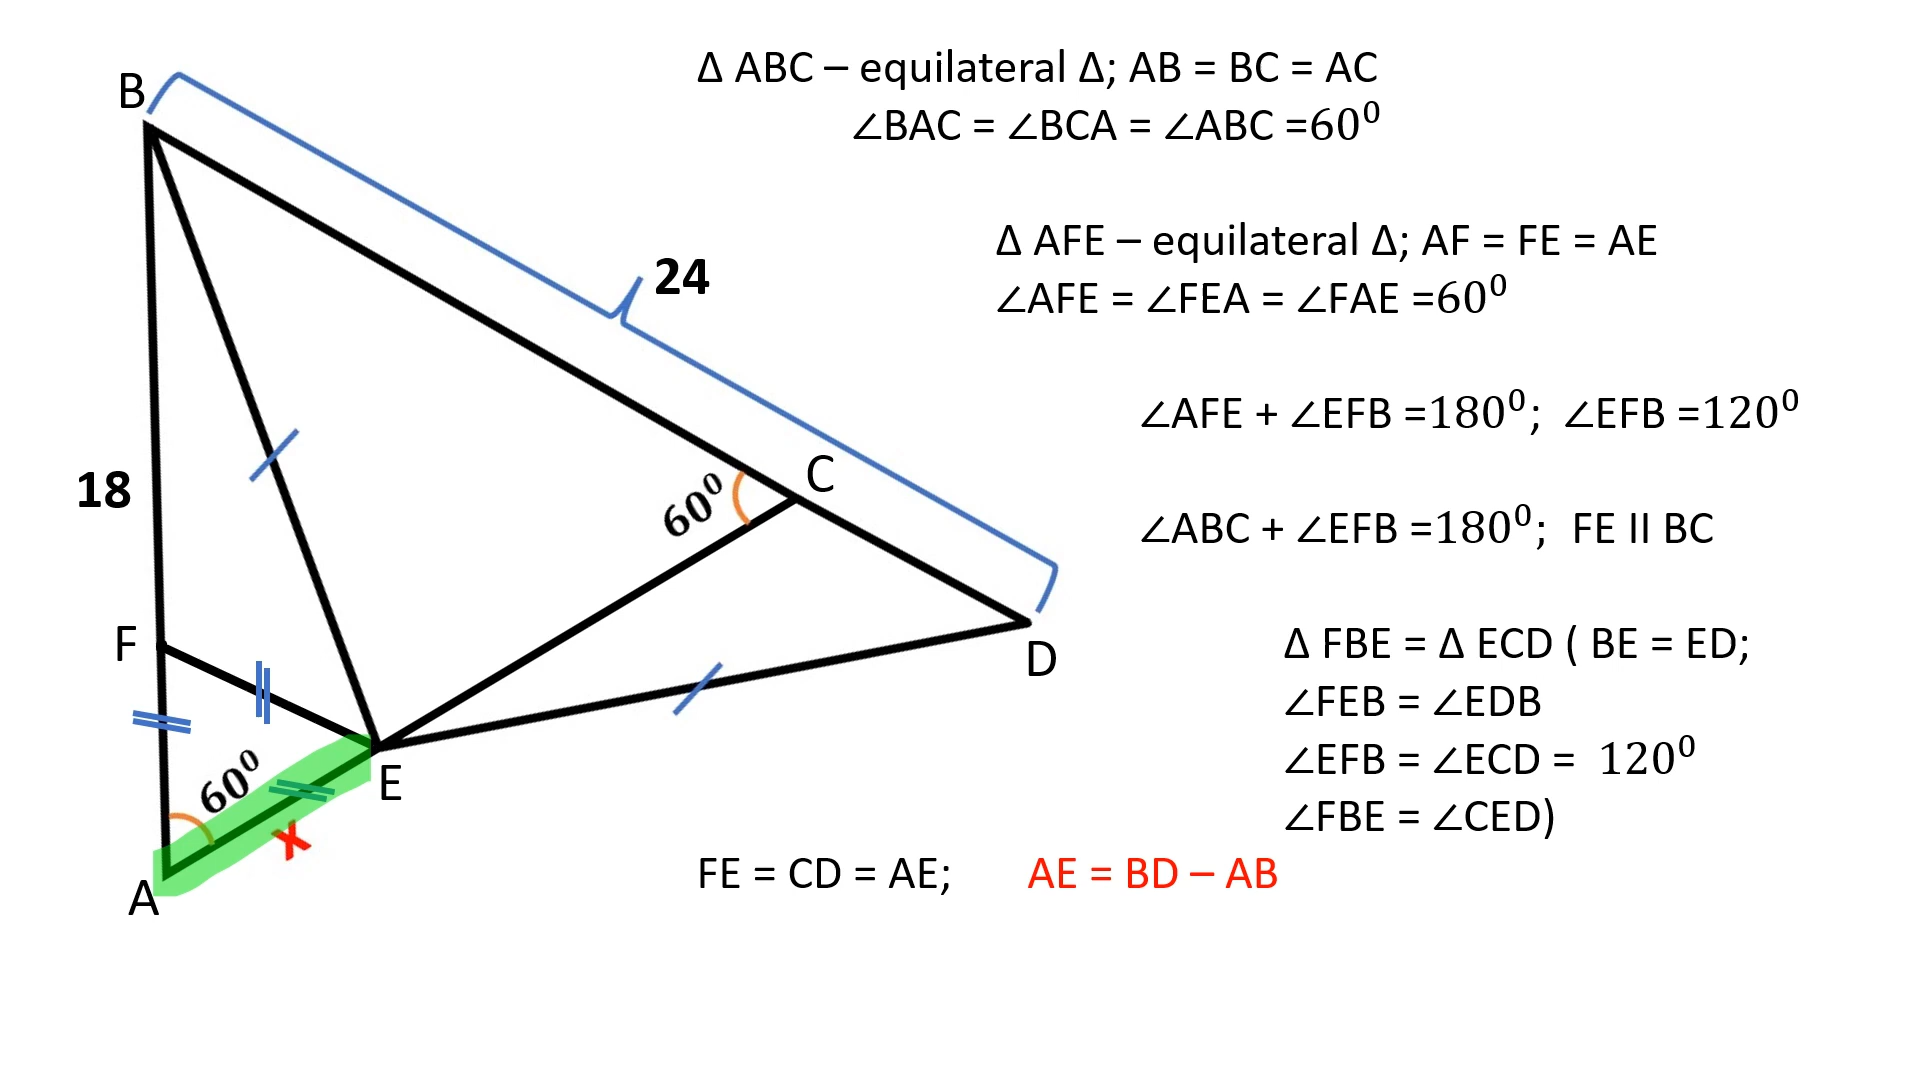 Δ ABC – equilateral Δ; AB = BC = AC
∠BAC = ∠BCA = ∠ABC =60⁰
Δ AFE – equilateral Δ; AF = FE = AE
∠AFE = ∠FEA = ∠FAE =60⁰
∠AFE + ∠EFB =180⁰; ∠EFB =120⁰
∠ABC + ∠EFB =180⁰; FE II BC
Δ FBE = Δ ECD ( BE = ED;
∠FEB = ∠EDB
∠EFB = ∠ECD = 120⁰
∠FBE = ∠CED)
FE = CD = AE; AE = BD – AB
B
24
18
C
60⁰
F
D
60⁰
E
x
A